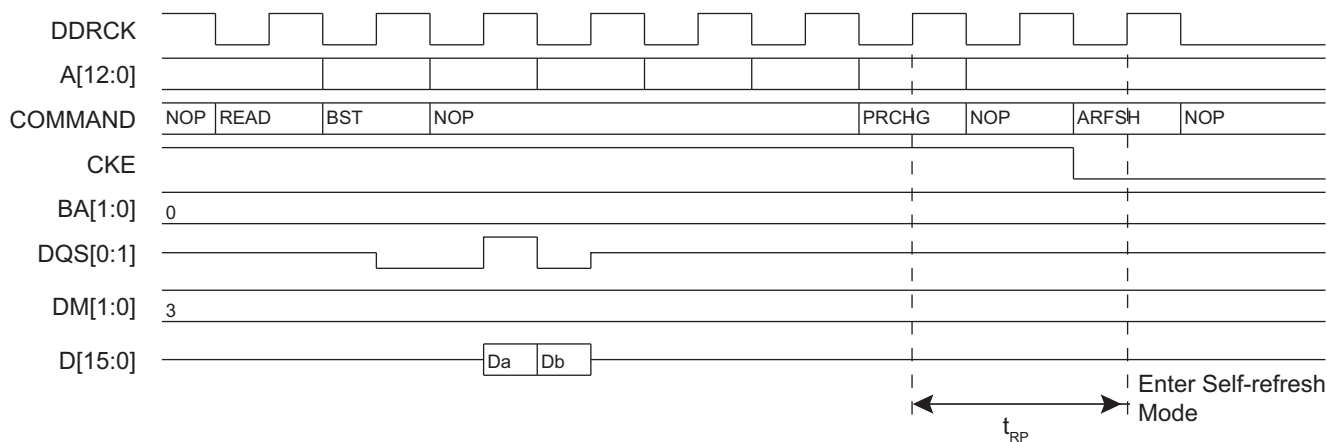 DDRCK
A[12:0]
COMMAND NOP READ BST NOP PRCHG NOP ARFSH NOP
CKE
BA[1:0] 0
DQS[0:1]
DM[1:0] 3
D[15:0] Da Db
Enter Self-refresh
Mode
tRP